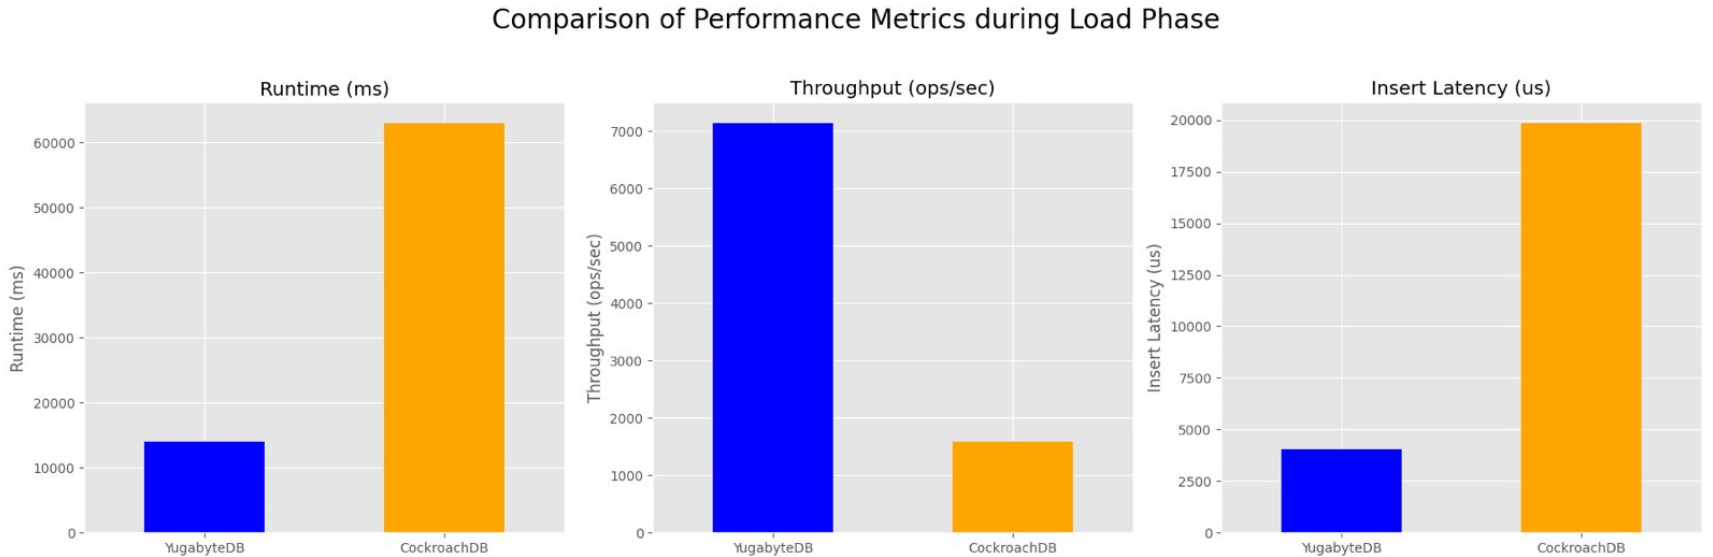 Comparison of Performance Metrics during Load Phase
Runtime (ms)
Runtime (ms)
60000
50000
40000
30000
20000
10000
0
YugabyteDB
CockroachDB
Throughput (ops/sec)
Throughput (ops/sec)
7000
6000
5000
4000
3000
2000
1000
0
YugabyteDB
CockroachDB
Insert Latency (us)
Insert Latency (us)
20000
17500
15000
12500
10000
7500
5000
2500
0
YugabyteDB
CockroachDB